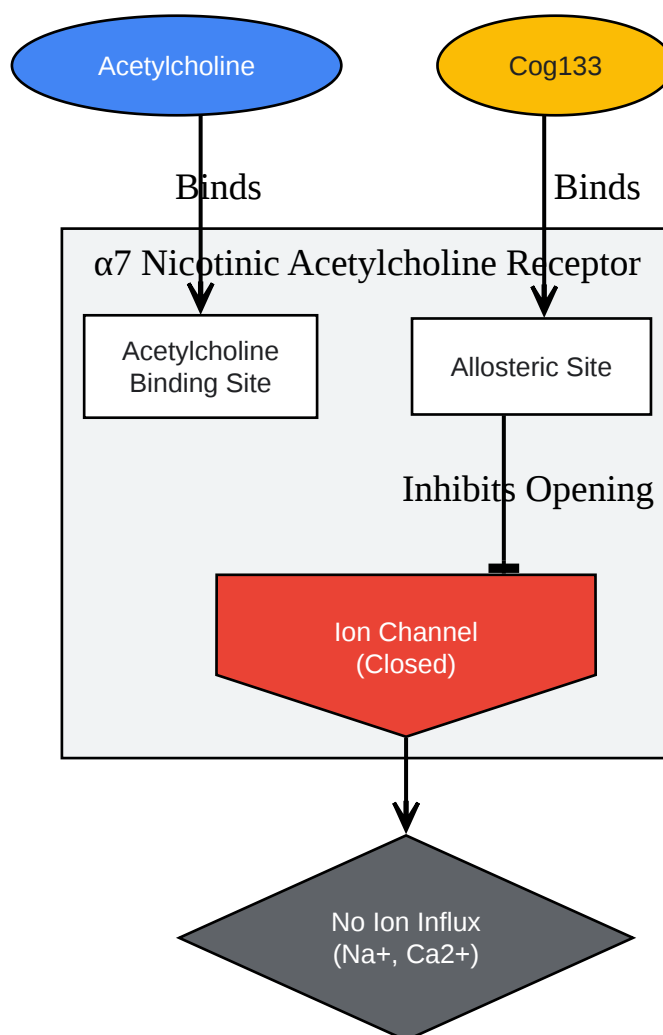 Acetylcholine
Cog133
Binds
Binds
α7 Nicotinic Acetylcholine Receptor
Acetylcholine
Binding Site
Allosteric Site
Inhibits Opening
Ion Channel
(Closed)
No Ion Influx
(Na+, Ca2+)